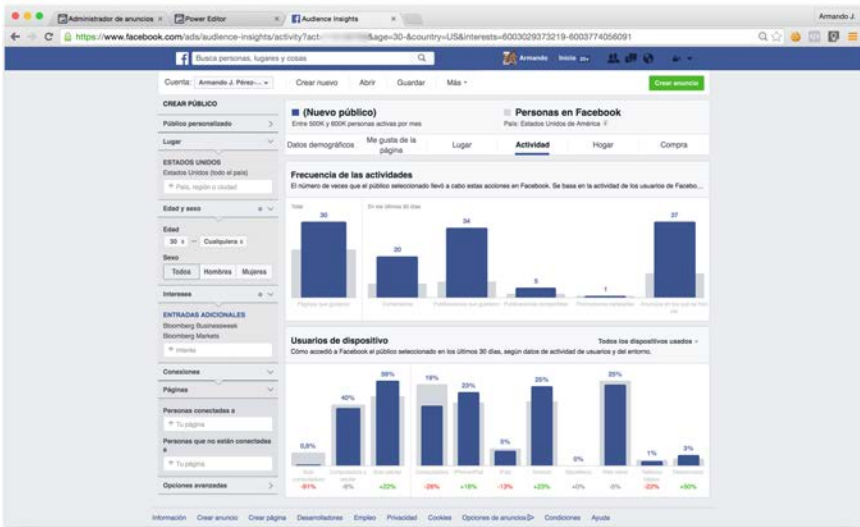 Administrador de anuncios
Power Editor
Audience Insights
Armando J.
https://www.facebook.com/ads/audience-insights/activity?act=
&age=30-&country=US&interests=6003029373219-6003774056091
Busca personas, lugares y cosas
Armando
Inicio
Cuenta:
Armando J. Pérez-...
Crear nuevo
Abrir
Guardar
Más
Crear anuncio
CREAR PÚBLICO
Público personalizado
Lugar
ESTADOS UNIDOS
Estados Unidos (todo el país)
+ País, región o ciudad
Edad y sexo
Edad
30 — Cualquiera
Sexo
Todos Hombres Mujeres
Intereses
ENTRADAS ADICIONALES
Bloomberg Businessweek
Bloomberg Markets
+ Interés
Conexiones
Páginas
Personas conectadas a
+ Tu página
Personas que no están conectadas
a
+ Tu página
Opciones avanzadas
(Nuevo público)
Entre 500K y 600K personas activas por mes
Personas en Facebook
País: Estados Unidos de América
Datos demográficos
Me gusta de la
página
Lugar
Actividad
Hogar
Compra
Frecuencia de las actividades
El número de veces que el público seleccionado llevó a cabo estas acciones en Facebook. Se basa en la actividad de los usuarios de Facebo...
Total
En los últimos 30 días
30
20
34
5
1
37
Usuarios de dispositivo
Todos los dispositivos usados
Cómo accedió a Facebook el público seleccionado en los últimos 30 días, según datos de actividad de usuarios y del entorno.
0,8%
40%
59%
19%
23%
5%
25%
0%
25%
1%
3%
-91%
+22%
-26%
+18%
-13%
+23%
+0%
-22%
+50%
Información Crear anuncio Crear página Desarrolladores Empleo Privacidad Cookies Opciones de anuncios Condiciones Ayuda